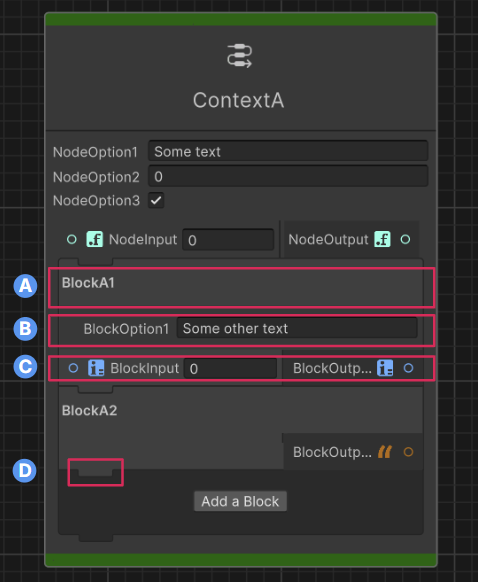 ContextA
NodeOption1 Some text
NodeOption2 0
NodeOption3
.f NodeInput 0 NodeOutput .f
A BlockA1
B BlockOption1 Some other text
C i BlockInput 0 BlockOutp... i
BlockA2
BlockOutp...
D
Add a Block